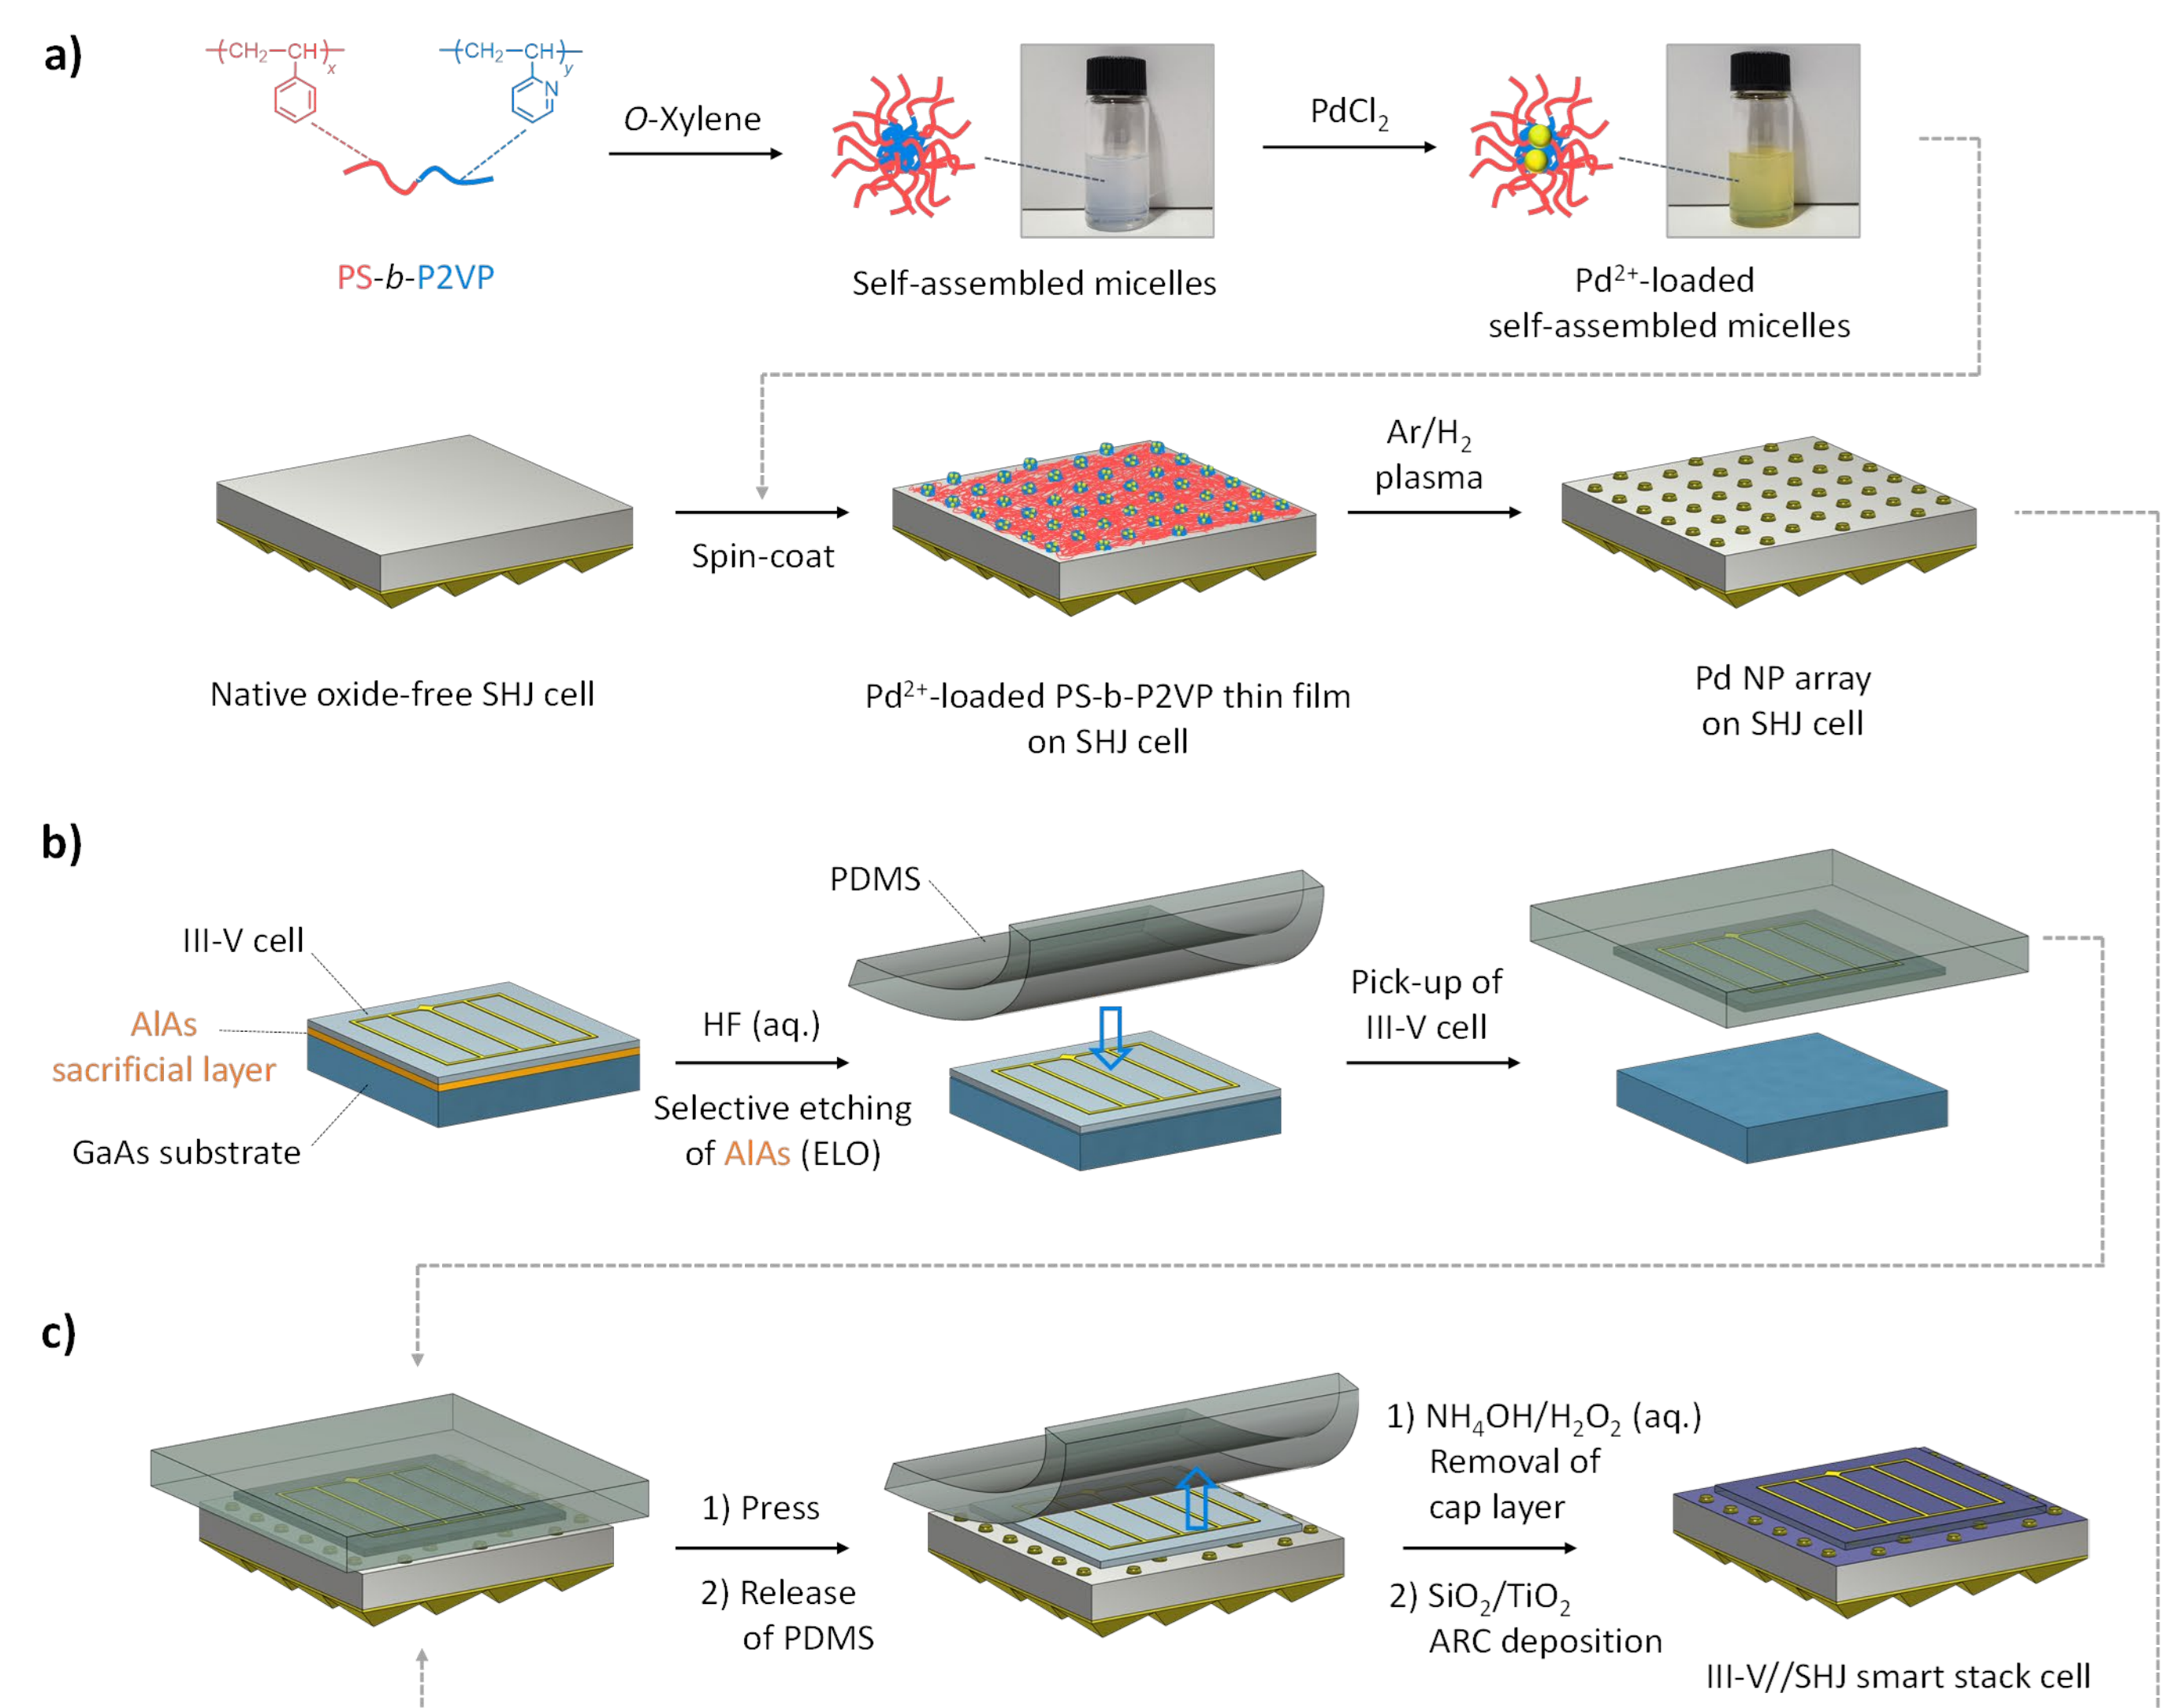 a)
–(CH₂–CH)–x
–(CH₂–CH)–y
N
PS-b-P2VP
O-Xylene
Self-assembled micelles
PdCl₂
Pd²⁺-loaded
self-assembled micelles
Native oxide-free SHJ cell
Spin-coat
Pd²⁺-loaded PS-b-P2VP thin film
on SHJ cell
Ar/H₂
plasma
Pd NP array
on SHJ cell
b)
III-V cell
AlAs
sacrificial layer
GaAs substrate
HF (aq.)
Selective etching
of AlAs (ELO)
PDMS
Pick-up of
III-V cell
c)
1) Press
2) Release
of PDMS
1) NH₄OH/H₂O₂ (aq.)
Removal of
cap layer
2) SiO₂/TiO₂
ARC deposition
III-V//SHJ smart stack cell